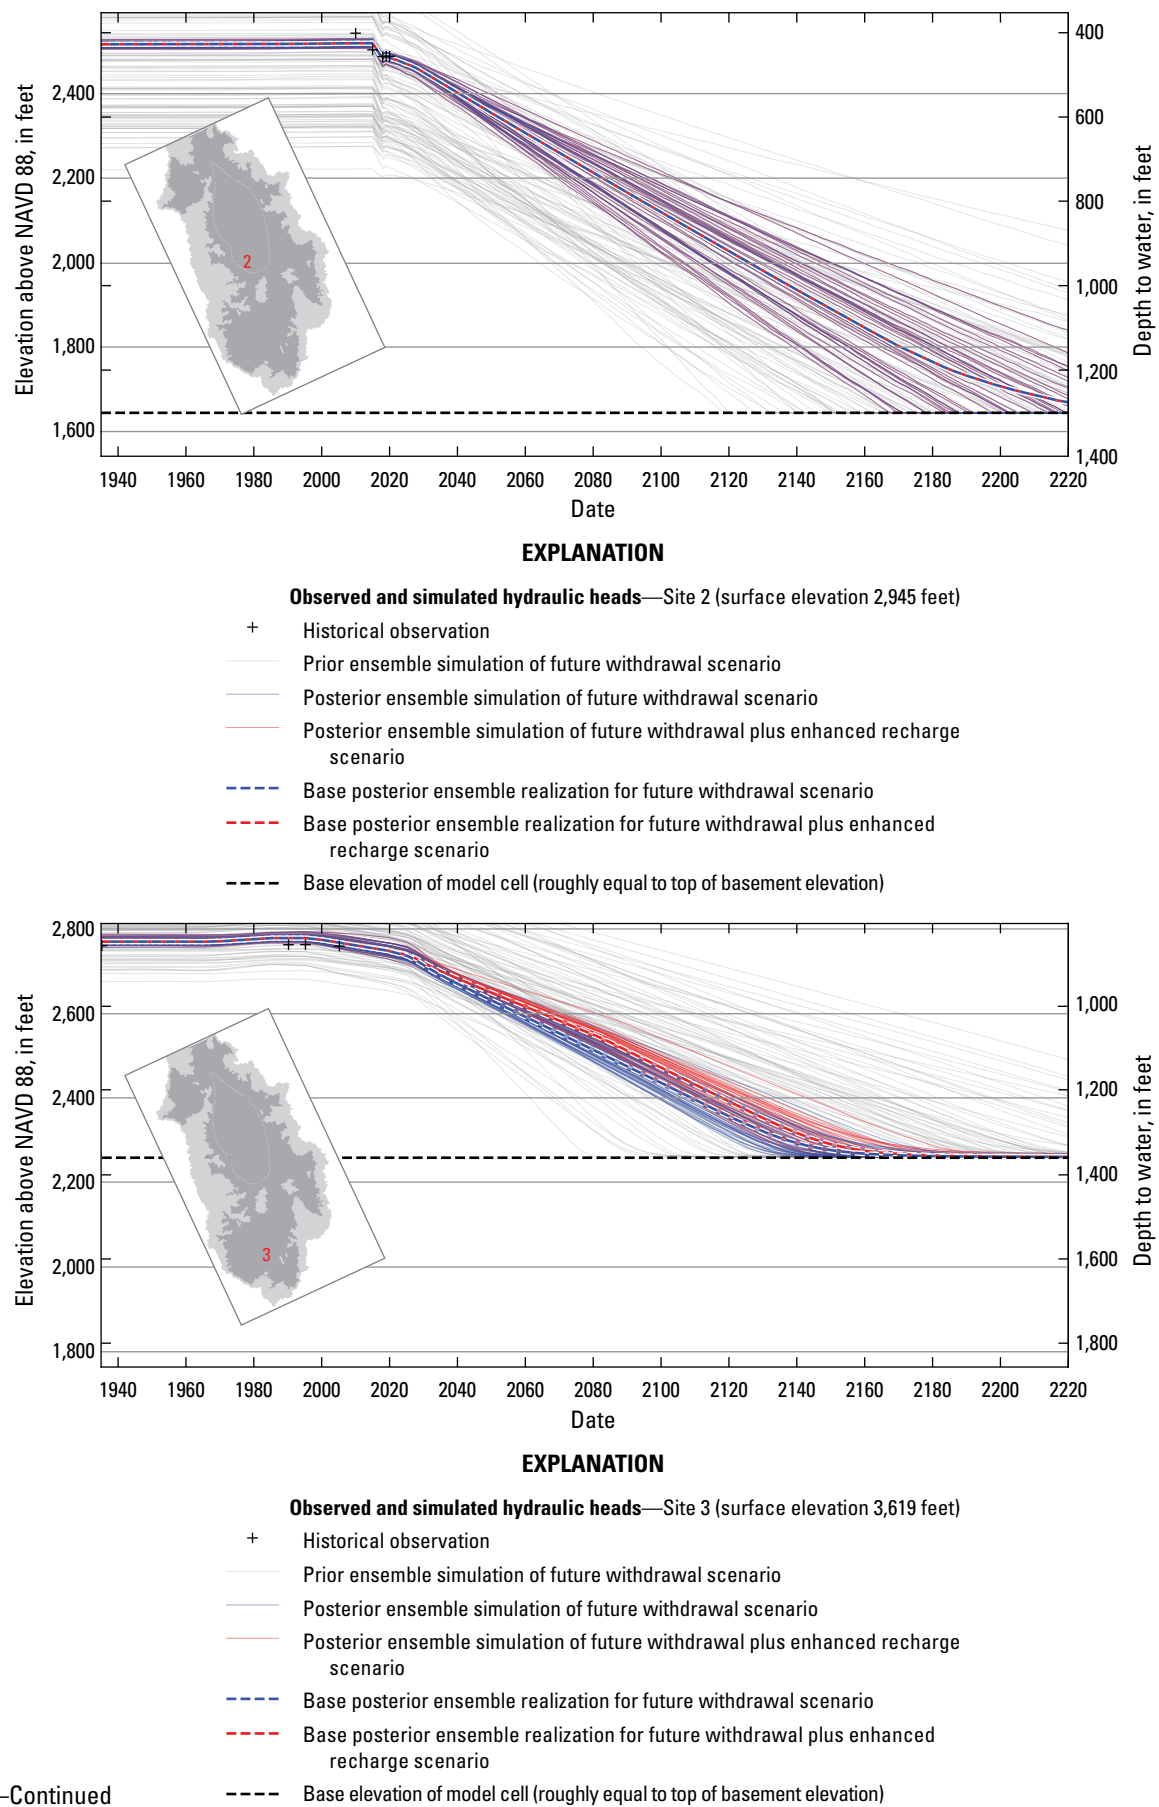 Elevation above NAVD 88, in feet
2,400
2,200
2,000
1,800
1,600
400
600
800
1,000
1,200
1,400
Depth to water, in feet
2
1940 1960 1980 2000 2020 2040 2060 2080 2100 2120 2140 2160 2180 2200 2220
Date
EXPLANATION
Observed and simulated hydraulic heads—Site 2 (surface elevation 2,945 feet)
Historical observation
Prior ensemble simulation of future withdrawal scenario
Posterior ensemble simulation of future withdrawal scenario
Posterior ensemble simulation of future withdrawal plus enhanced recharge
scenario
Base posterior ensemble realization for future withdrawal scenario
Base posterior ensemble realization for future withdrawal plus enhanced
recharge scenario
Base elevation of model cell (roughly equal to top of basement elevation)
Elevation above NAVD 88, in feet
2,800
2,600
2,400
2,200
2,000
1,800
1,000
1,200
1,400
1,600
1,800
Depth to water, in feet
3
1940 1960 1980 2000 2020 2040 2060 2080 2100 2120 2140 2160 2180 2200 2220
Date
EXPLANATION
Observed and simulated hydraulic heads—Site 3 (surface elevation 3,619 feet)
Historical observation
Prior ensemble simulation of future withdrawal scenario
Posterior ensemble simulation of future withdrawal scenario
Posterior ensemble simulation of future withdrawal plus enhanced recharge
scenario
Base posterior ensemble realization for future withdrawal scenario
Base posterior ensemble realization for future withdrawal plus enhanced
recharge scenario
Base elevation of model cell (roughly equal to top of basement elevation)
—Continued